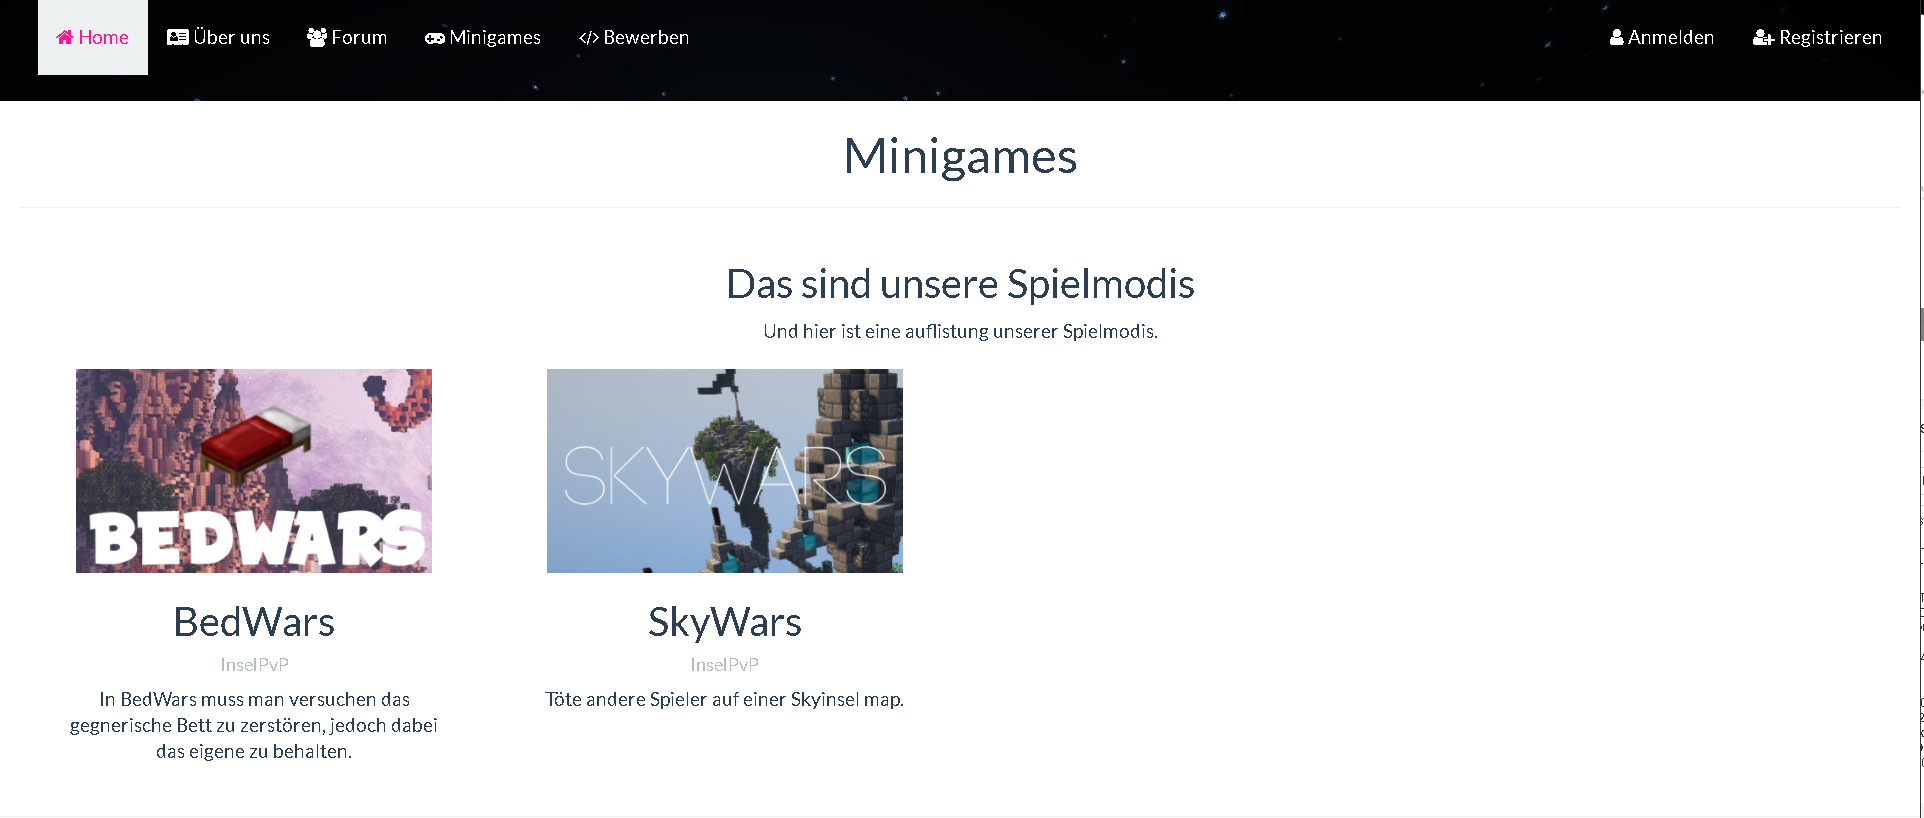 Home Über uns Forum Minigames Bewerben Anmelden Registrieren
Minigames
Das sind unsere Spielmodis
Und hier ist eine auflistung unserer Spielmodis.
BEDWARS
SKYWARS
BedWars
InselPvP
In BedWars muss man versuchen das
gegnerische Bett zu zerstören, jedoch dabei
das eigene zu behalten.
SkyWars
InselPvP
Töte andere Spieler auf einer Skyinsel map.